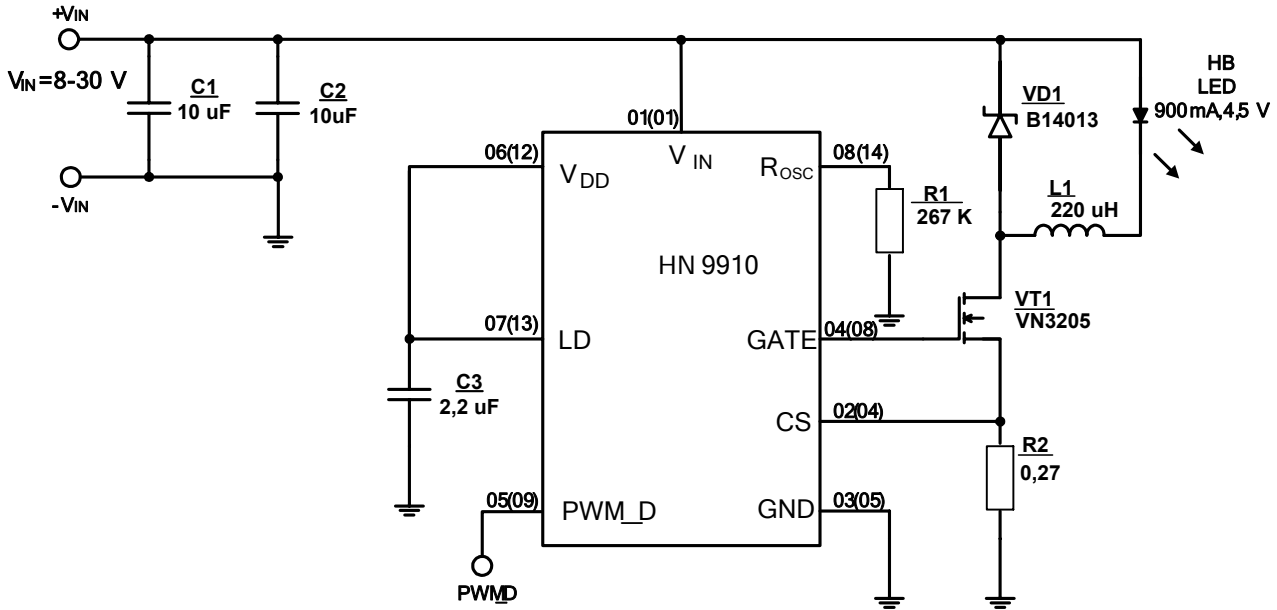 +VIN
VIN=8-30 V
-VIN
C1
10 uF
C2
10uF
01(01)
06(12)
VDD
VIN
ROSC
08(14)
R1
267 K
VD1
B14013
HB
LED
900mA,4,5 V
L1
220 uH
HN 9910
07(13)
LD
GATE
04(08)
VT1
VN3205
C3
2,2 uF
CS
02(04)
R2
0,27
05(09)
PWM_D
GND
03(05)
PWM_D